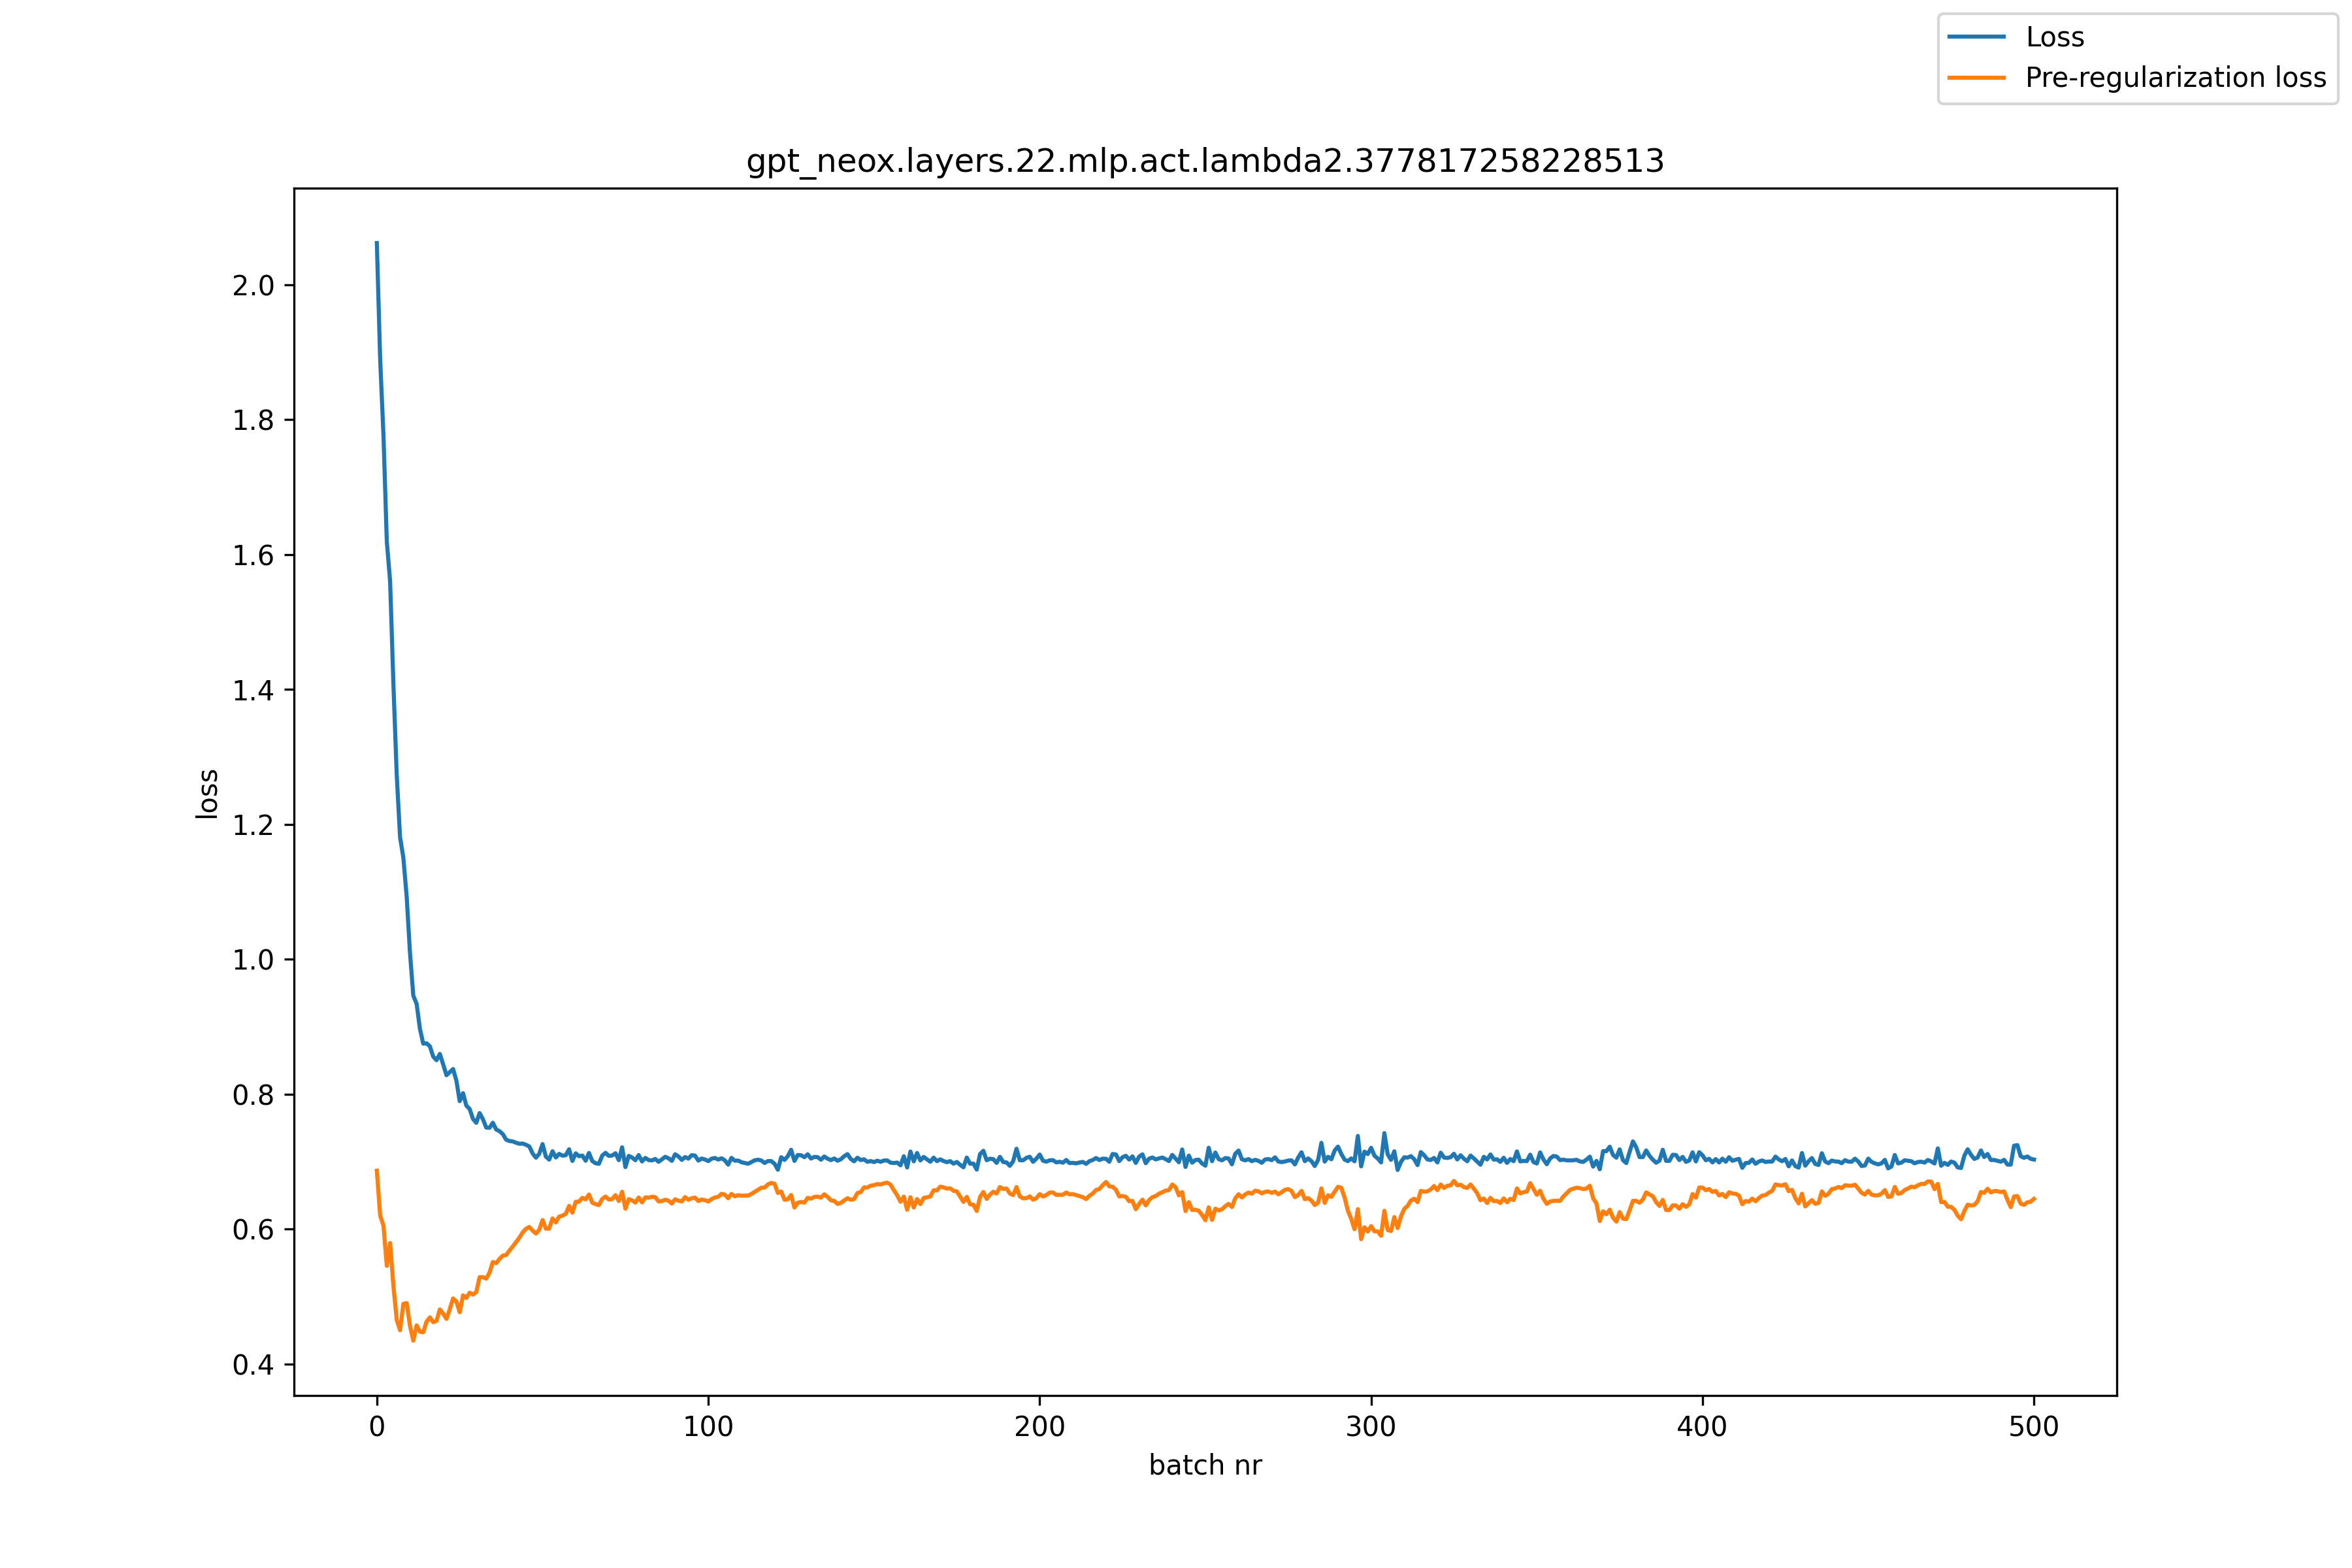 Loss
Pre-regularization loss
gpt_neox.layers.22.mlp.act.lambda2.377817258228513
2.0
1.8
1.6
1.4
1.2
1.0
0.8
0.6
0.4
loss
0 100 200 300 400 500
batch nr